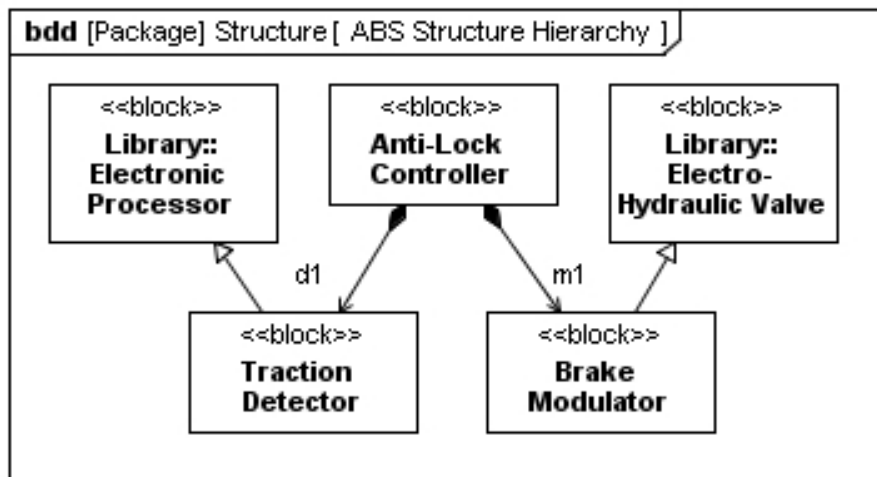 bdd [Package] Structure [ ABS Structure Hierarchy ]
<<block>>
Library::
Electronic
Processor
<<block>>
Anti-Lock
Controller
<<block>>
Library::
Electro-
Hydraulic Valve
d1
m1
<<block>>
Traction
Detector
<<block>>
Brake
Modulator